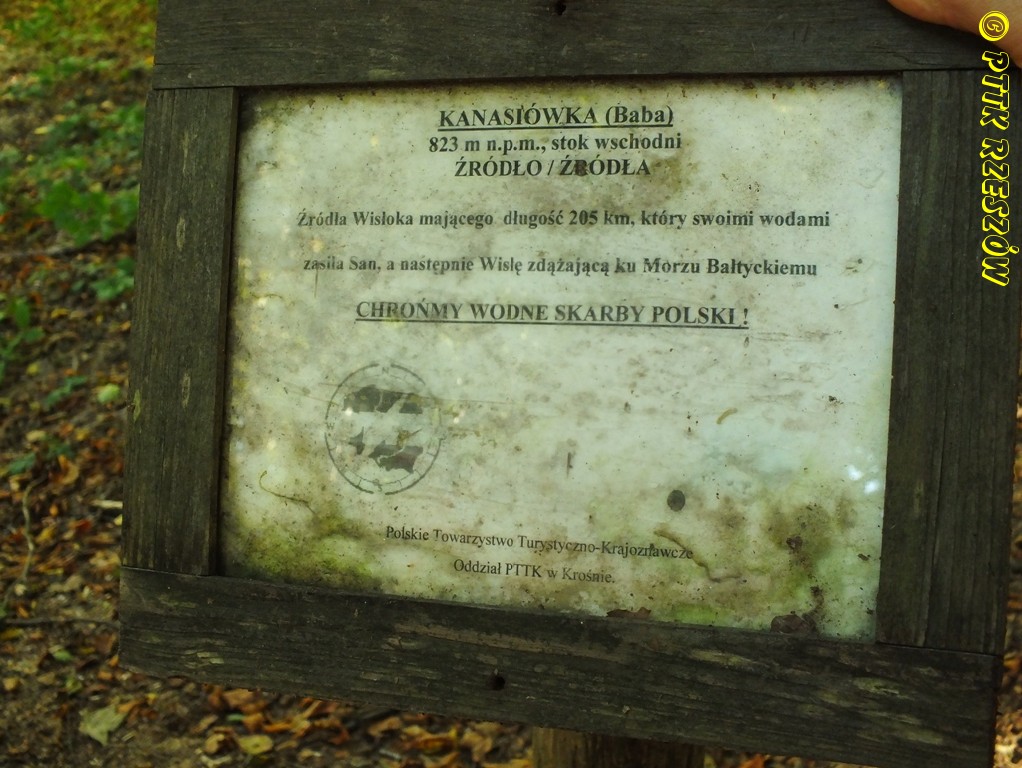 KANASIÓWKA (Baba)
823 m n.p.m., stok wschodni
ŹRÓDŁO / ŹRÓDŁA
Źródła Wisłoka mającego długość 205 km, który swoimi wodami
zasila San, a następnie Wisłę zdążającą ku Morzu Bałtyckiemu
CHROŃMY WODNE SKARBY POLSKI !
Polskie Towarzystwo Turystyczno-Krajoznawcze
Oddział PTTK w Krośnie.
© PTTK RZESZÓW